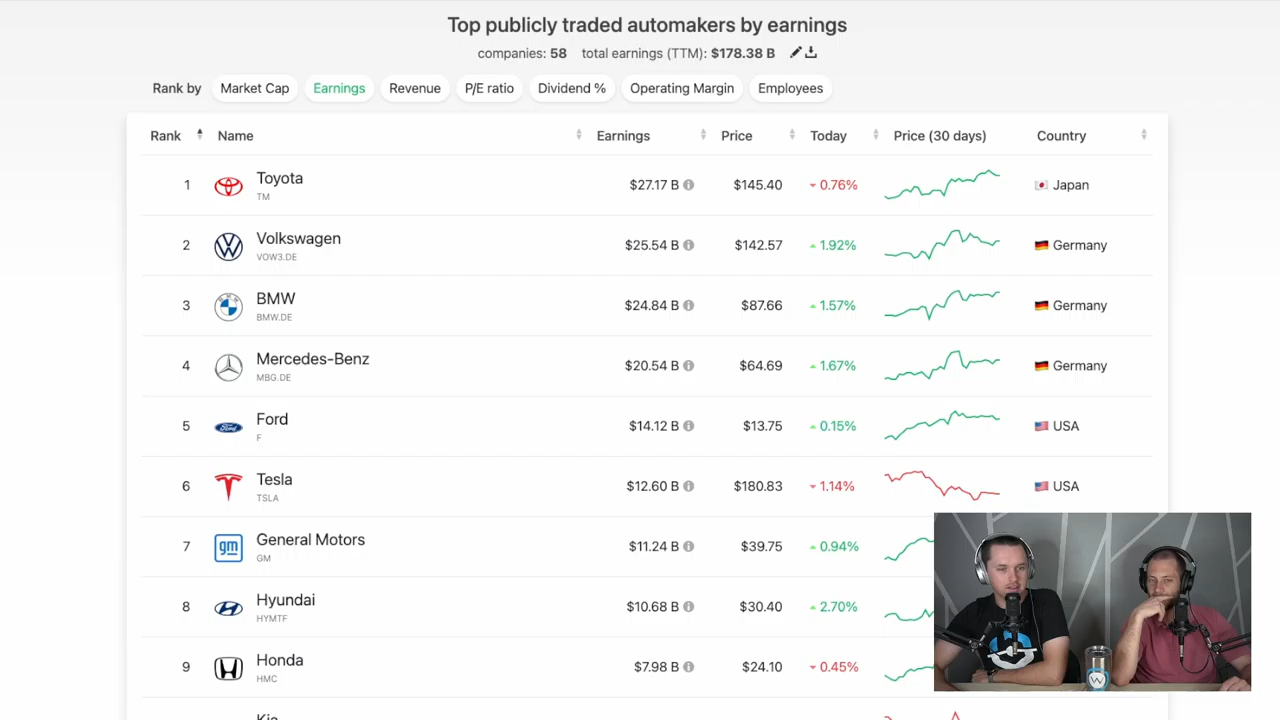 Top publicly traded automakers by earnings
companies: 58 total earnings (TTM): $178.38 B
Rank by Market Cap Earnings Revenue P/E ratio Dividend % Operating Margin Employees
Rank Name Earnings Price Today Price (30 days) Country
1 Toyota $27.17 B $145.40 0.76% Japan
TM
2 Volkswagen $25.54 B $142.57 1.92% Germany
VOW3.DE
3 BMW $24.84 B $87.66 1.57% Germany
BMW.DE
4 Mercedes-Benz $20.54 B $64.69 1.67% Germany
MBG.DE
5 Ford $14.12 B $13.75 0.15% USA
F
6 Tesla $12.60 B $180.83 1.14% USA
TSLA
7 General Motors $11.24 B $39.75 0.94%
GM
8 Hyundai $10.68 B $30.40 2.70%
HYMTF
9 Honda $7.98 B $24.10 0.45%
HMC